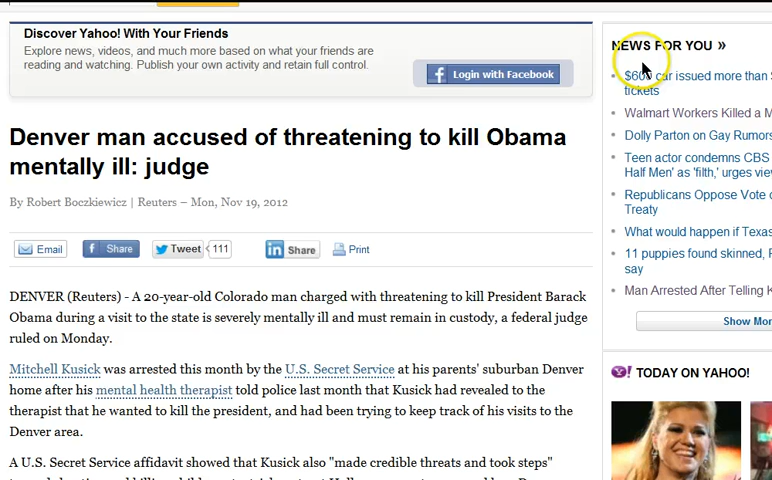 Discover Yahoo! With Your Friends
Explore news, videos, and much more based on what your friends are
reading and watching. Publish your own activity and retain full control.
f Login with Facebook
Denver man accused of threatening to kill Obama
mentally ill: judge
By Robert Boczkiewicz | Reuters – Mon, Nov 19, 2012
Email
f Share
Tweet 111
in Share
Print
DENVER (Reuters) - A 20-year-old Colorado man charged with threatening to kill President Barack
Obama during a visit to the state is severely mentally ill and must remain in custody, a federal judge
ruled on Monday.
Mitchell Kusick was arrested this month by the U.S. Secret Service at his parents' suburban Denver
home after his mental health therapist told police last month that Kusick had revealed to the
therapist that he wanted to kill the president, and had been trying to keep track of his visits to the
Denver area.
A U.S. Secret Service affidavit showed that Kusick also "made credible threats and took steps"
NEWS FOR YOU »
$600 car issued more than
tickets
Walmart Workers Killed a
Dolly Parton on Gay Rumors
Teen actor condemns CBS
Half Men' as 'filth,' urges
Republicans Oppose Vote
Treaty
What would happen if Texas
11 puppies found skinned,
say
Man Arrested After Telling
Show
Y! TODAY ON YAHOO!